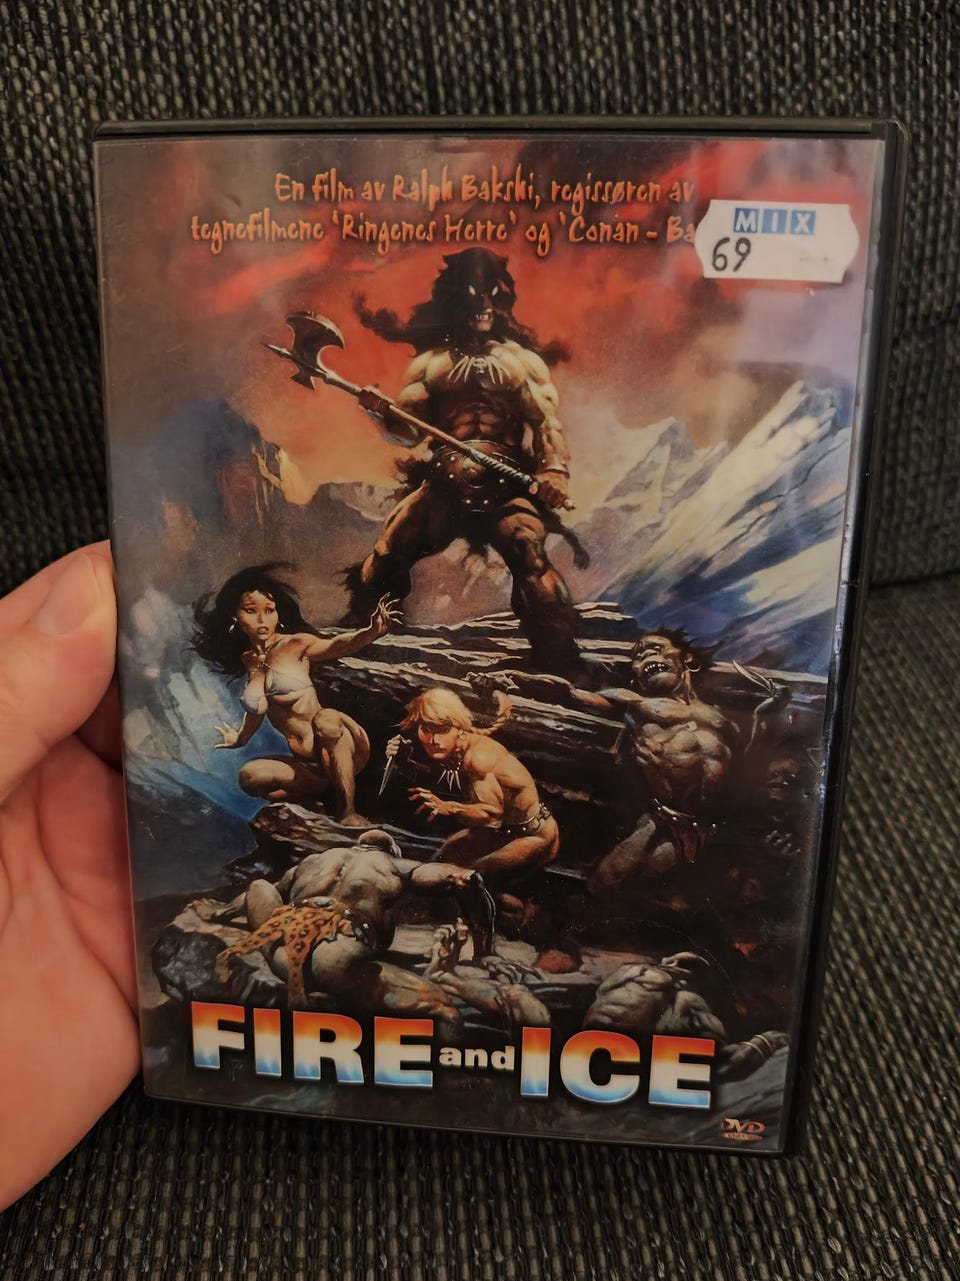 En film av Ralph Bakshi, regissøren av
tegnefilmene 'Ringenes Herre' og 'Conan - Ba
MIX
69
FIRE and ICE
DVD
VIDEO